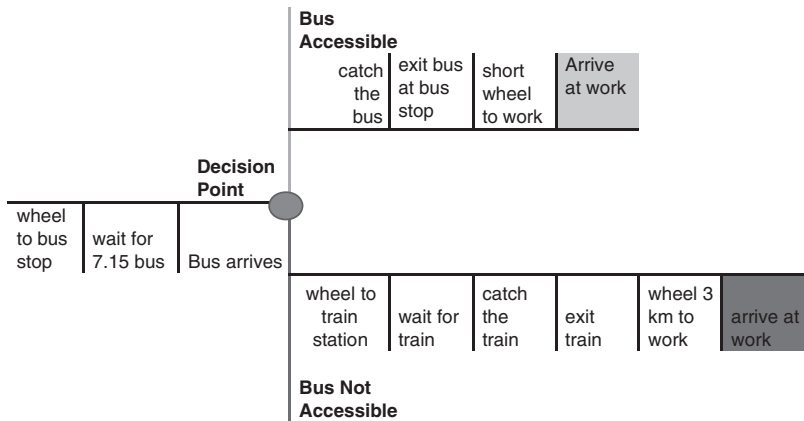 Bus
Accessible
catch
the
bus
exit bus
at bus
stop
short
wheel
to work
Arrive
at work
Decision
Point
wheel
to bus
stop
wait for
7.15 bus
Bus arrives
wheel to
train
station
wait for
train
catch
the
train
exit
train
wheel 3
km to
work
arrive at
work
Bus Not
Accessible